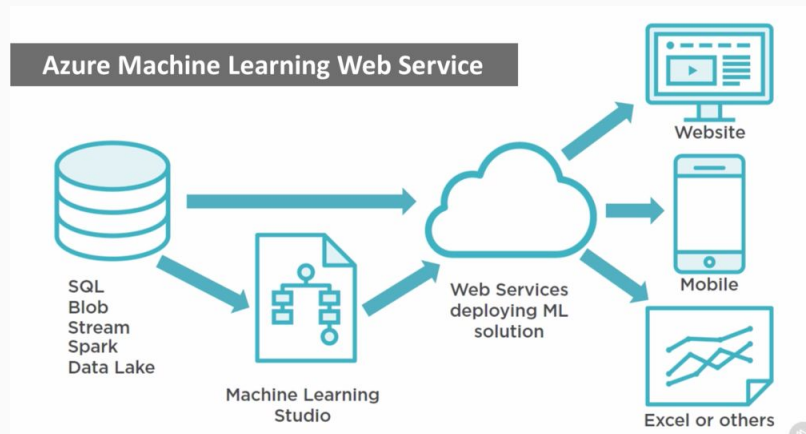 Azure Machine Learning Web Service
Website
SQL
Blob
Stream
Spark
Data Lake
Machine Learning
Studio
Web Services
deploying ML
solution
Mobile
Excel or others